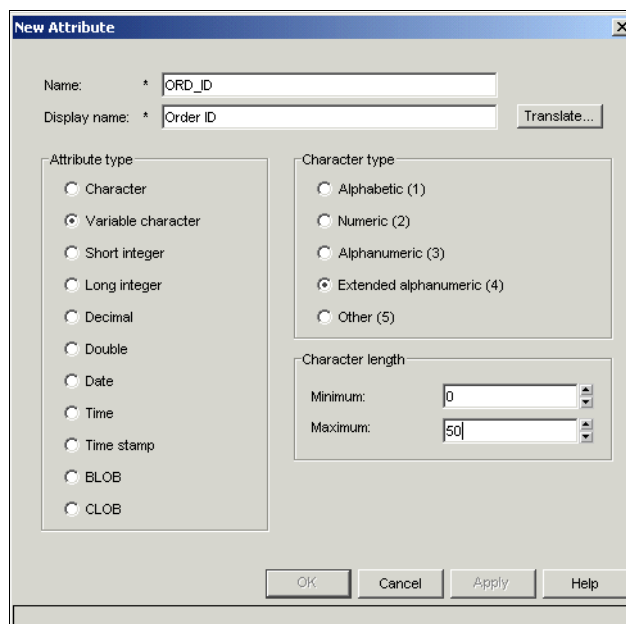 New Attribute
Name: * ORD_ID
Display name: * Order ID Translate...
Attribute type
Character
Variable character
Short integer
Long integer
Decimal
Double
Date
Time
Time stamp
BLOB
CLOB
Character type
Alphabetic (1)
Numeric (2)
Alphanumeric (3)
Extended alphanumeric (4)
Other (5)
Character length
Minimum: 0
Maximum: 50
OK Cancel Apply Help